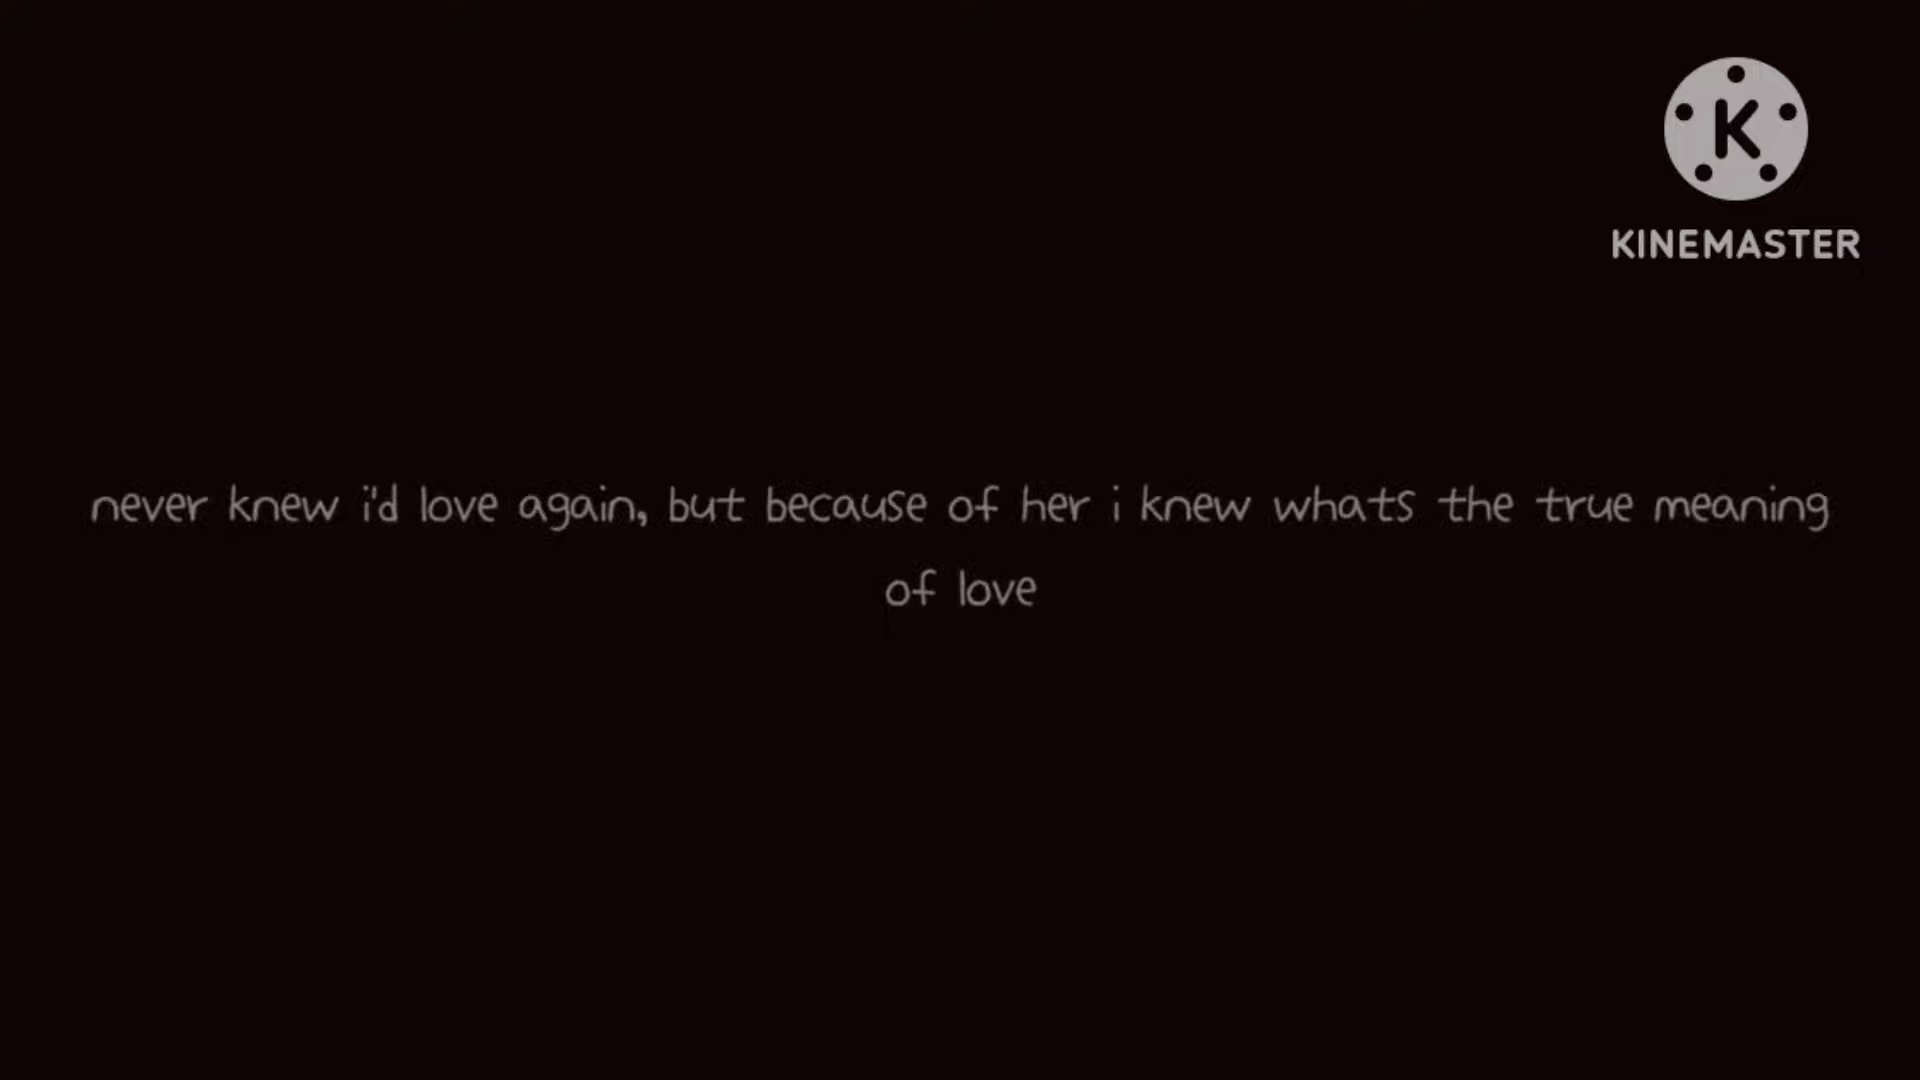 K
KINEMASTER
never knew i'd love again, but because of her i knew whats the true meaning
of love